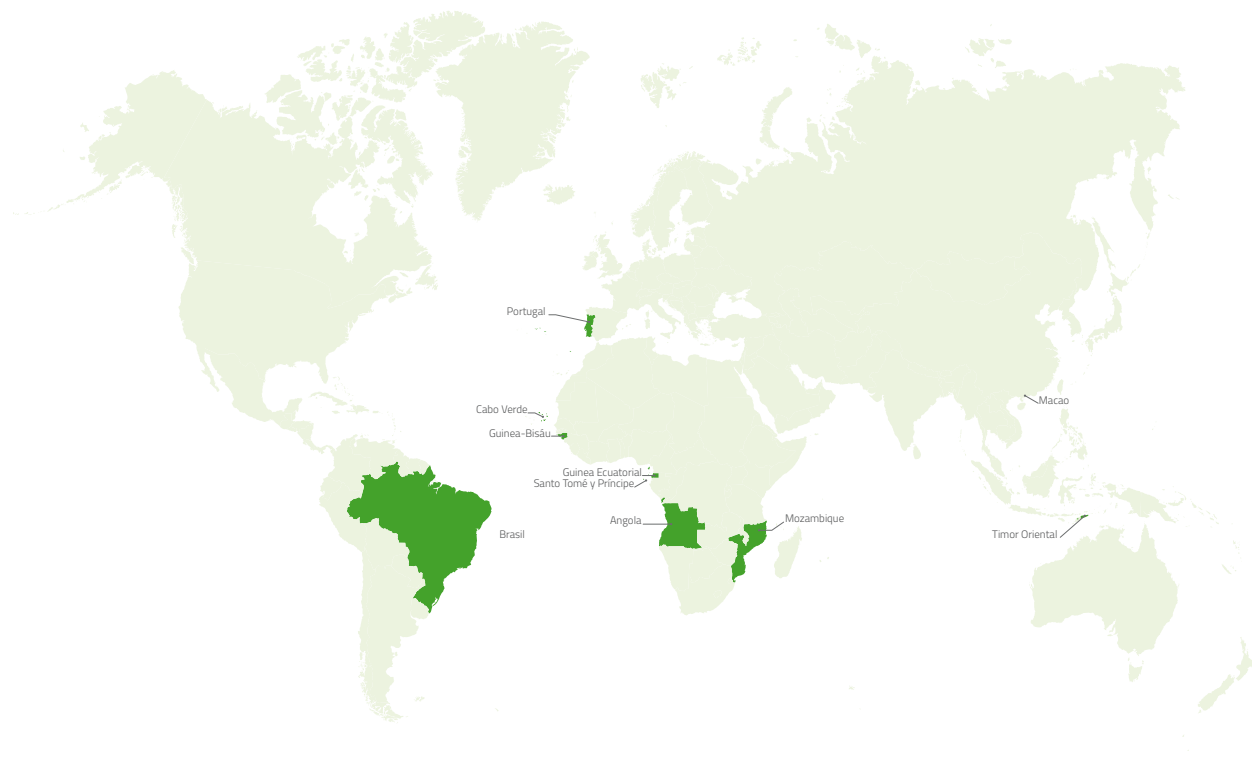 Portugal
Macao
Cabo Verde
Guinea-Bisáu
Guinea Ecuatorial
Santo Tomé y Príncipe
Angola
Mozambique
Brasil
Timor Oriental